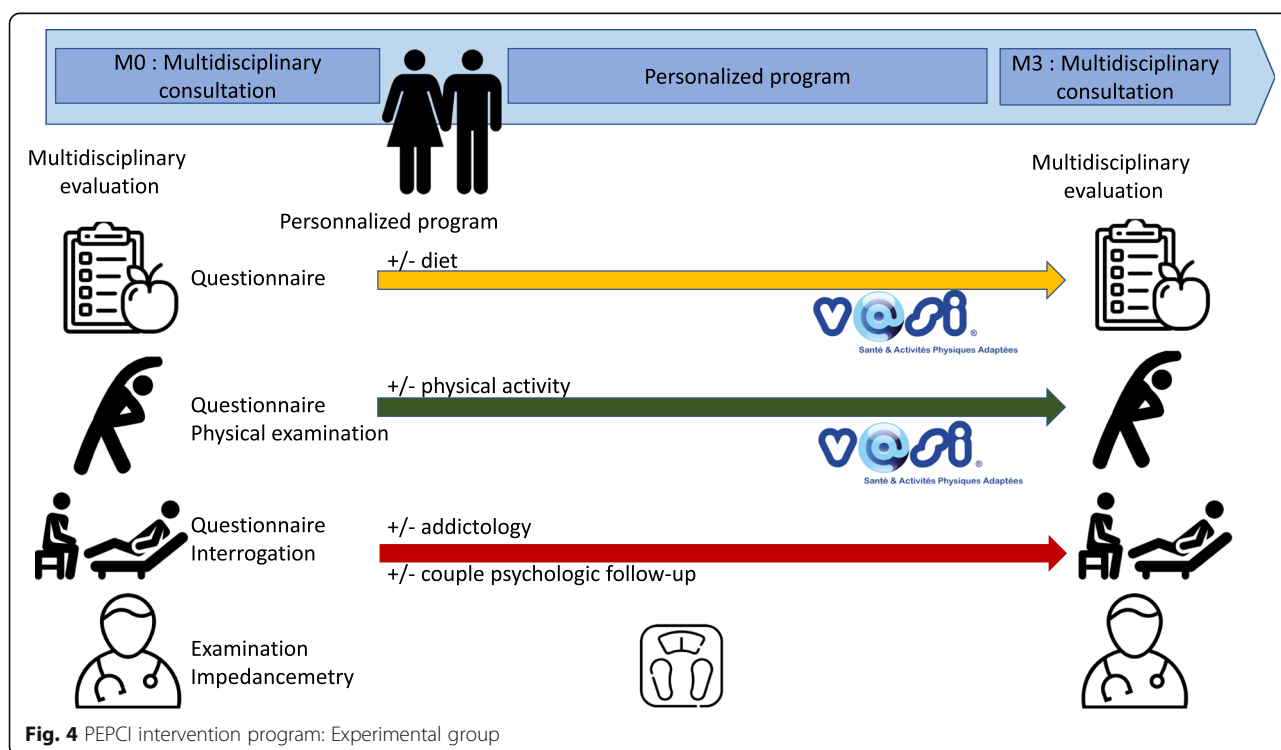 M0 : Multidisciplinary
consultation
Personalized program
M3 : Multidisciplinary
consultation
Multidisciplinary
evaluation
Multidisciplinary
evaluation
Personnalized program
+/- diet
Questionnaire
v@si®
Santé & Activités Physiques Adaptées
+/- physical activity
Questionnaire
Physical examination
v@si®
Santé & Activités Physiques Adaptées
Questionnaire
Interrogation
+/- addictology
+/- couple psychologic follow-up
Examination
Impedancemetry
Fig. 4 PEPCI intervention program: Experimental group